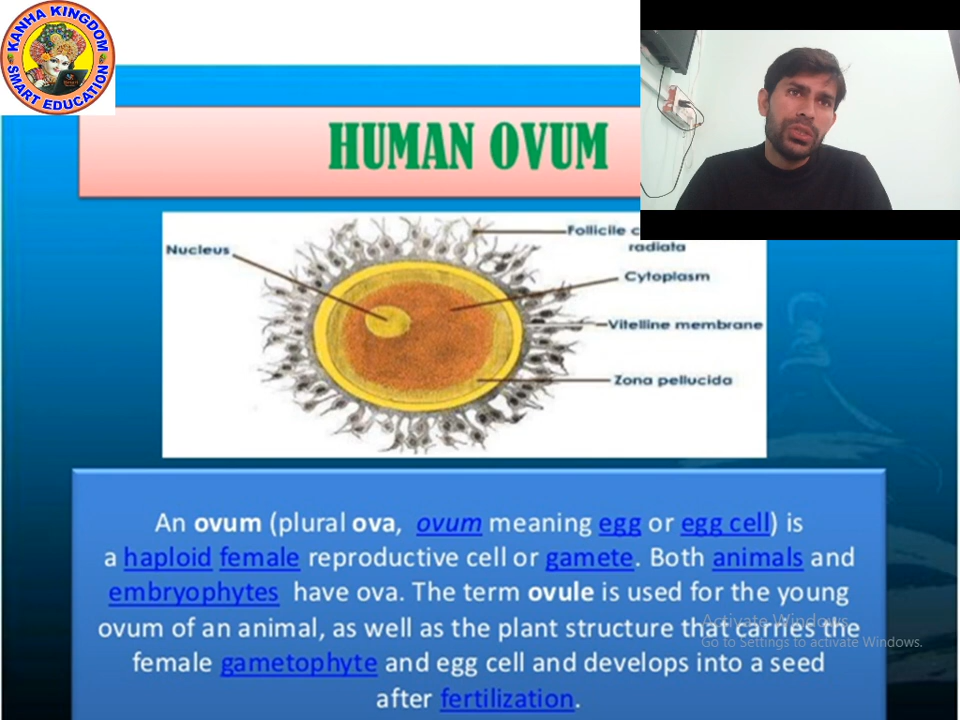 KANHA KINGDOM
SMART EDUCATION
HUMAN OVUM
Nucleus
Follicile
radiata
Cytoplasm
Vitelline membrane
Zona pellucida
An ovum (plural ova, ovum meaning egg or egg cell) is
a haploid female reproductive cell or gamete. Both animals and
embryophytes have ova. The term ovule is used for the young
ovum of an animal, as well as the plant structure that carries the
female gametophyte and egg cell and develops into a seed
after fertilization.
Activate Windows
Go to Settings to activate Windows.